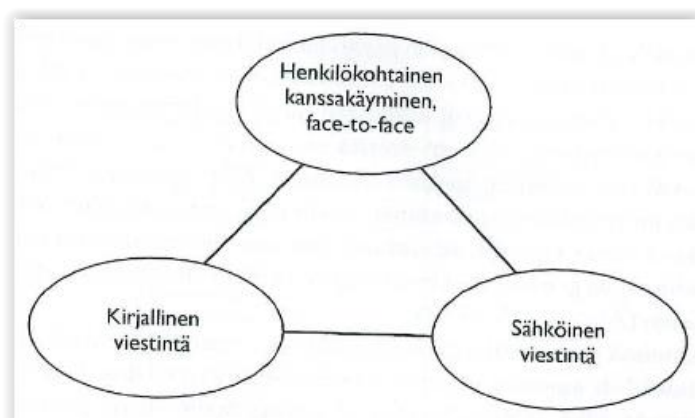 Henkilökohtainen
kanssakäyminen,
face-to-face
Kirjallinen
viestintä
Sähköinen
viestintä